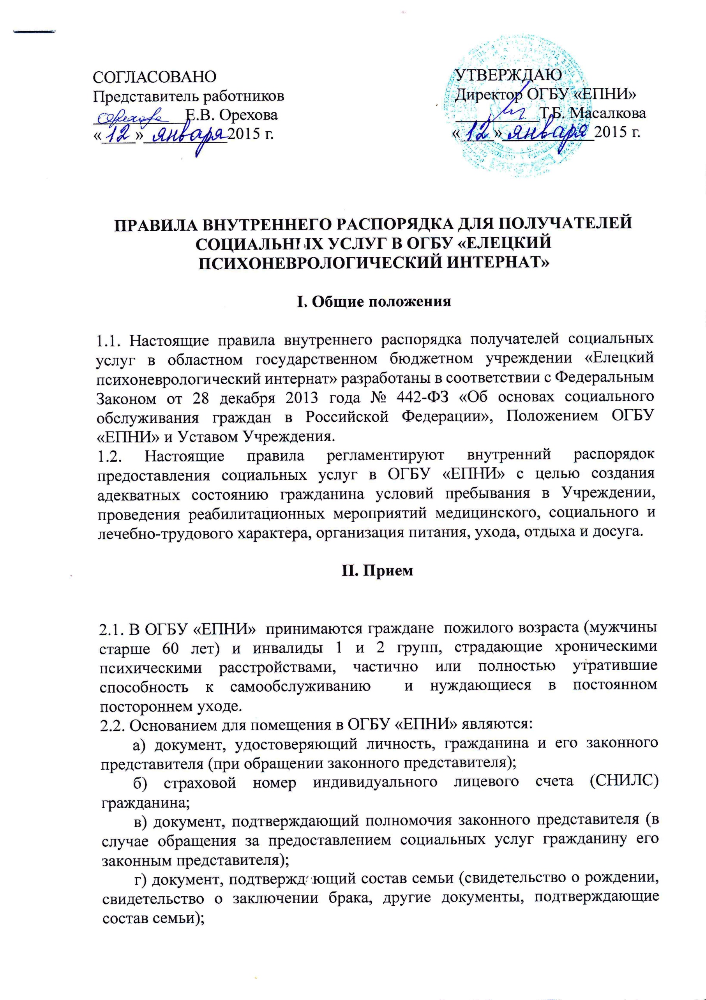 СОГЛАСОВАНО
Представитель работников
Орехова Е.В. Орехова
«12» января 2015 г.
УТВЕРЖДАЮ
Директор ОГБУ «ЕПНИ»
Т.Б. Масалкова
«12» января 2015 г.
ПРАВИЛА ВНУТРЕННЕГО РАСПОРЯДКА ДЛЯ ПОЛУЧАТЕЛЕЙ
СОЦИАЛЬНЫХ УСЛУГ В ОГБУ «ЕЛЕЦКИЙ
ПСИХОНЕВРОЛОГИЧЕСКИЙ ИНТЕРНАТ»
I. Общие положения
1.1. Настоящие правила внутреннего распорядка получателей социальных
услуг в областном государственном бюджетном учреждении «Елецкий
психоневрологический интернат» разработаны в соответствии с Федеральным
Законом от 28 декабря 2013 года № 442-ФЗ «Об основах социального
обслуживания граждан в Российской Федерации», Положением ОГБУ
«ЕПНИ» и Уставом Учреждения.
1.2. Настоящие правила регламентируют внутренний распорядок
предоставления социальных услуг в ОГБУ «ЕПНИ» с целью создания
адекватных состоянию гражданина условий пребывания в Учреждении,
проведения реабилитационных мероприятий медицинского, социального и
лечебно-трудового характера, организация питания, ухода, отдыха и досуга.
II. Прием
2.1. В ОГБУ «ЕПНИ» принимаются граждане пожилого возраста (мужчины
старше 60 лет) и инвалиды 1 и 2 групп, страдающие хроническими
психическими расстройствами, частично или полностью утратившие
способность к самообслуживанию и нуждающиеся в постоянном
постороннем уходе.
2.2. Основанием для помещения в ОГБУ «ЕПНИ» являются:
а) документ, удостоверяющий личность, гражданина и его законного
представителя (при обращении законного представителя);
б) страховой номер индивидуального лицевого счета (СНИЛС)
гражданина;
в) документ, подтверждающий полномочия законного представителя (в
случае обращения за предоставлением социальных услуг гражданину его
законным представителя);
г) документ, подтверждающий состав семьи (свидетельство о рождении,
свидетельство о заключении брака, другие документы, подтверждающие
состав семьи);